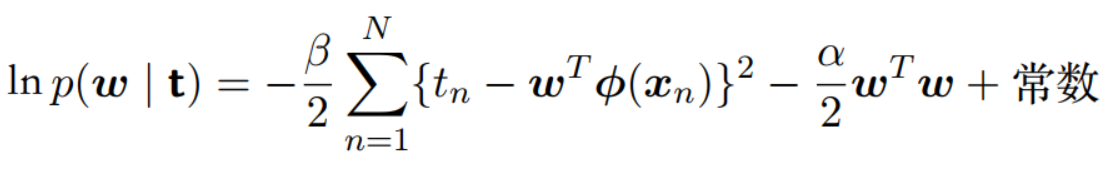 ln p(w | t) = −β/2 ∑_{n=1}^{N} {t_n − w^T ϕ(x_n)}^2 − α/2 w^T w + 常数